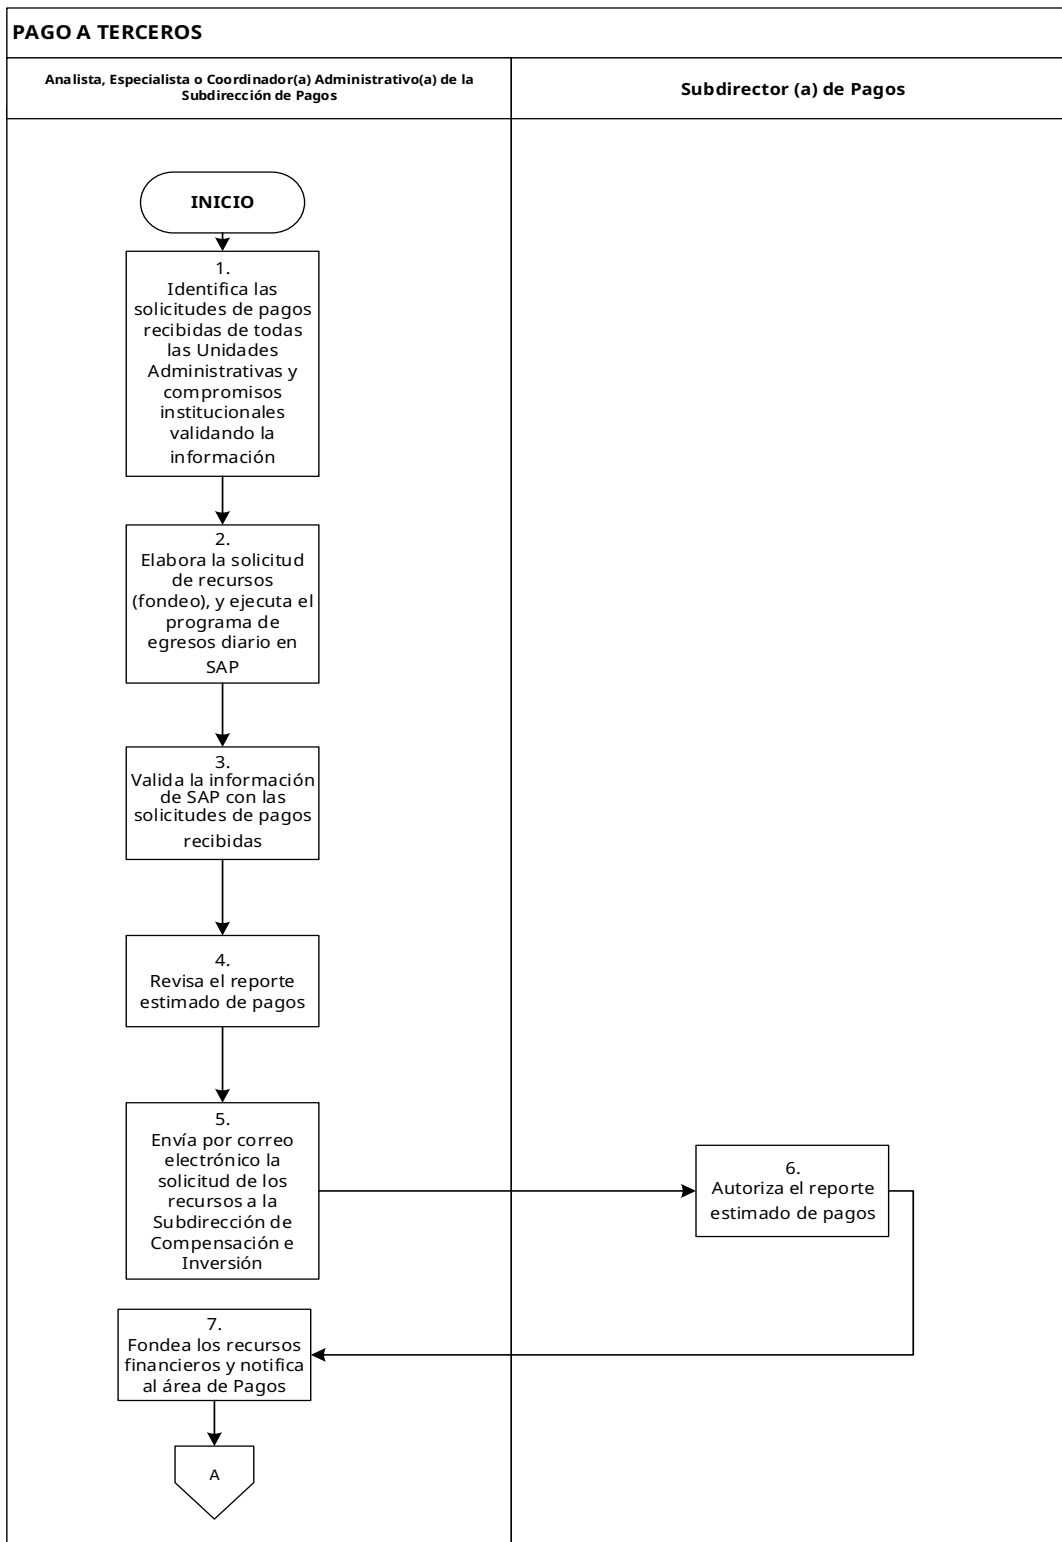 PAGO A TERCEROS
Analista, Especialista o Coordinador(a) Administrativo(a) de la
Subdirección de Pagos
Subdirector (a) de Pagos
INICIO
1.
Identifica las
solicitudes de pagos
recibidas de todas
las Unidades
Administrativas y
compromisos
institucionales
validando la
información
2.
Elabora la solicitud
de recursos
(fondeo), y ejecuta el
programa de
egresos diario en
SAP
3.
Valida la información
de SAP con las
solicitudes de pagos
recibidas
4.
Revisa el reporte
estimado de pagos
5.
Envía por correo
electrónico la
solicitud de los
recursos a la
Subdirección de
Compensación e
Inversión
6.
Autoriza el reporte
estimado de pagos
7.
Fondea los recursos
financieros y notifica
al área de Pagos
A